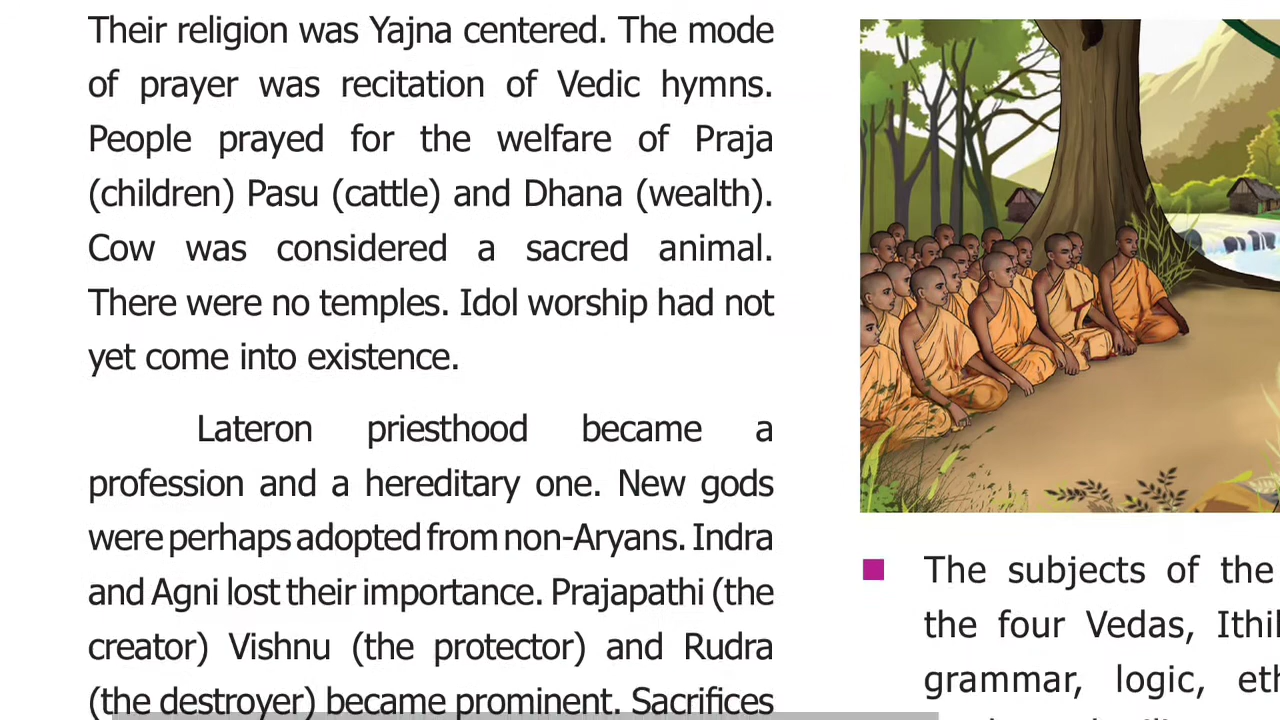 Their religion was Yajna centered. The mode
of prayer was recitation of Vedic hymns.
People prayed for the welfare of Praja
(children) Pasu (cattle) and Dhana (wealth).
Cow was considered a sacred animal.
There were no temples. Idol worship had not
yet come into existence.
Lateron priesthood became a
profession and a hereditary one. New gods
were perhaps adopted from non-Aryans. Indra
and Agni lost their importance. Prajapathi (the
creator) Vishnu (the protector) and Rudra
(the destroyer) became prominent. Sacrifices
The subjects of the
the four Vedas,
grammar, logic,